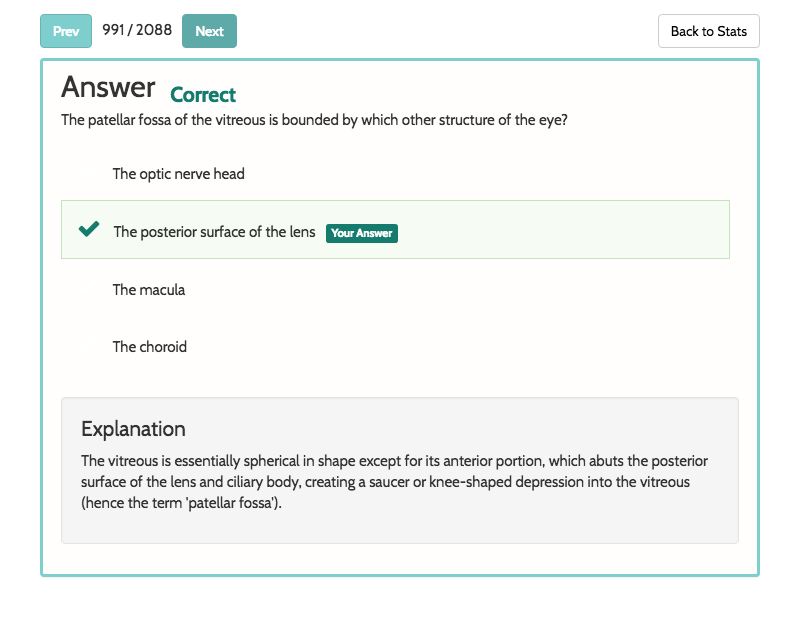 Prev 991 / 2088 Next Back to Stats
Answer Correct
The patellar fossa of the vitreous is bounded by which other structure of the eye?
The optic nerve head
The posterior surface of the lens Your Answer
The macula
The choroid
Explanation
The vitreous is essentially spherical in shape except for its anterior portion, which abuts the posterior
surface of the lens and ciliary body, creating a saucer or knee-shaped depression into the vitreous
(hence the term 'patellar fossa').